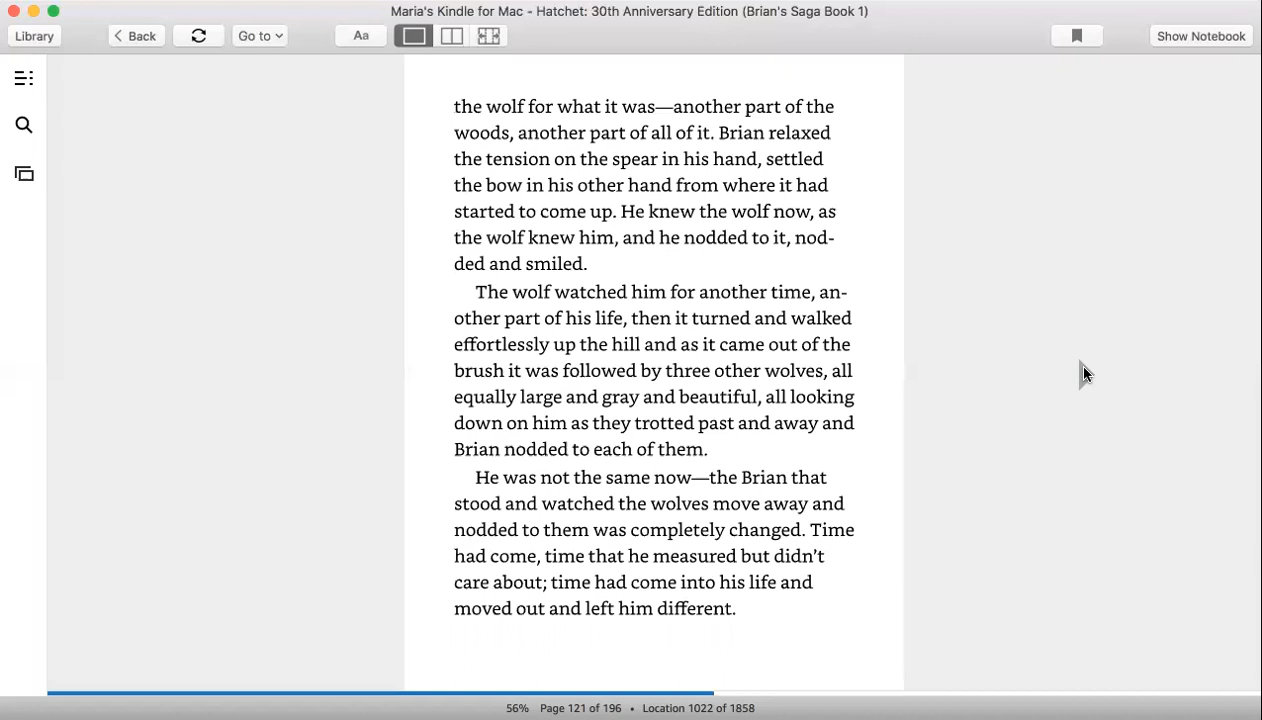 Maria's Kindle for Mac - Hatchet: 30th Anniversary Edition (Brian's Saga Book 1)
Library
Back
Go to
Aa
Show Notebook
the wolf for what it was—another part of the
woods, another part of all of it. Brian relaxed
the tension on the spear in his hand, settled
the bow in his other hand from where it had
started to come up. He knew the wolf now, as
the wolf knew him, and he nodded to it, nod-
ded and smiled.
The wolf watched him for another time, an-
other part of his life, then it turned and walked
effortlessly up the hill and as it came out of the
brush it was followed by three other wolves, all
equally large and gray and beautiful, all looking
down on him as they trotted past and away and
Brian nodded to each of them.
He was not the same now—the Brian that
stood and watched the wolves move away and
nodded to them was completely changed. Time
had come, time that he measured but didn’t
care about; time had come into his life and
moved out and left him different.
56% Page 121 of 196 • Location 1022 of 1858